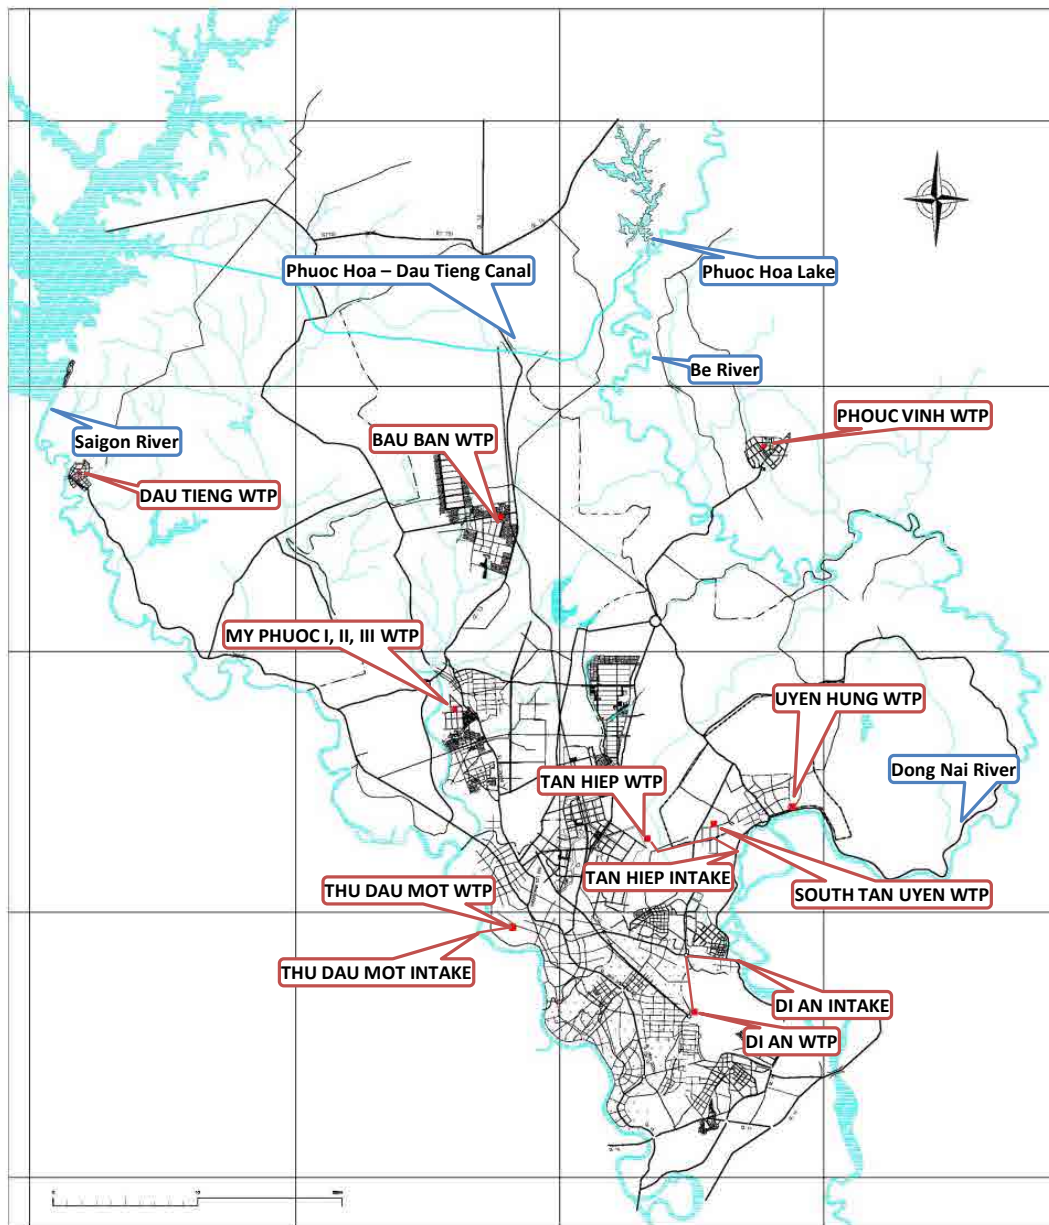 Phuoc Hoa – Dau Tieng Canal
Phuoc Hoa Lake
Be River
PHOUC VINH WTP
Saigon River
BAU BAN WTP
DAU TIENG WTP
MY PHUOC I, II, III WTP
UYEN HUNG WTP
Dong Nai River
TAN HIEP WTP
TAN HIEP INTAKE
THU DAU MOT WTP
SOUTH TAN UYEN WTP
THU DAU MOT INTAKE
DI AN INTAKE
DI AN WTP